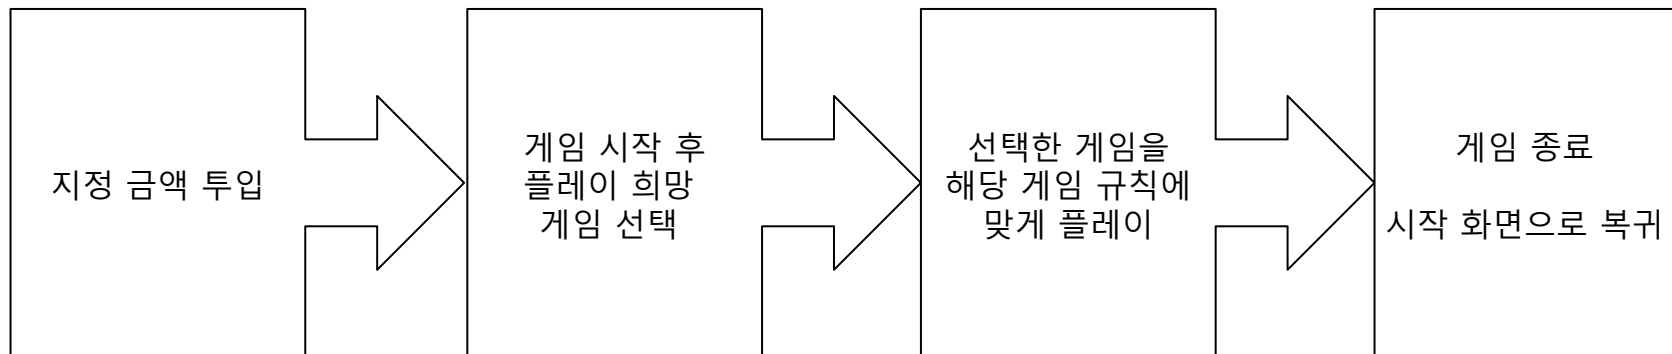 지정 금액 투입
게임 시작 후
플레이 희망
게임 선택
선택한 게임을
해당 게임 규칙에
맞게 플레이
게임 종료
시작 화면으로 복귀